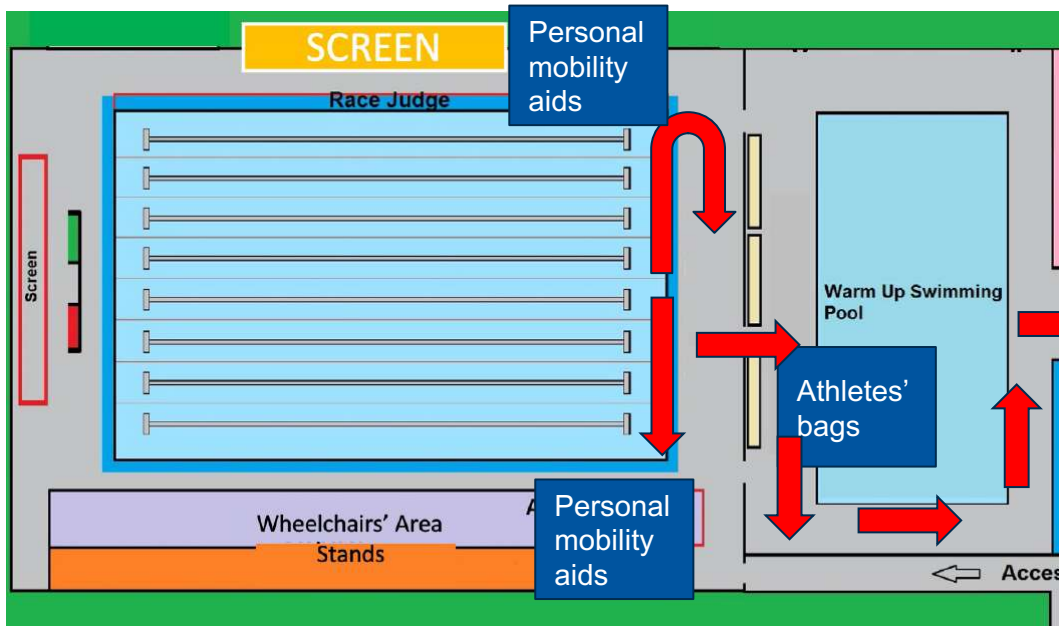 SCREEN
Personal
mobility
aids
Race Judge
Screen
Warm Up Swimming
Pool
Athletes'
bags
Wheelchairs' Area
Stands
Personal
mobility
aids